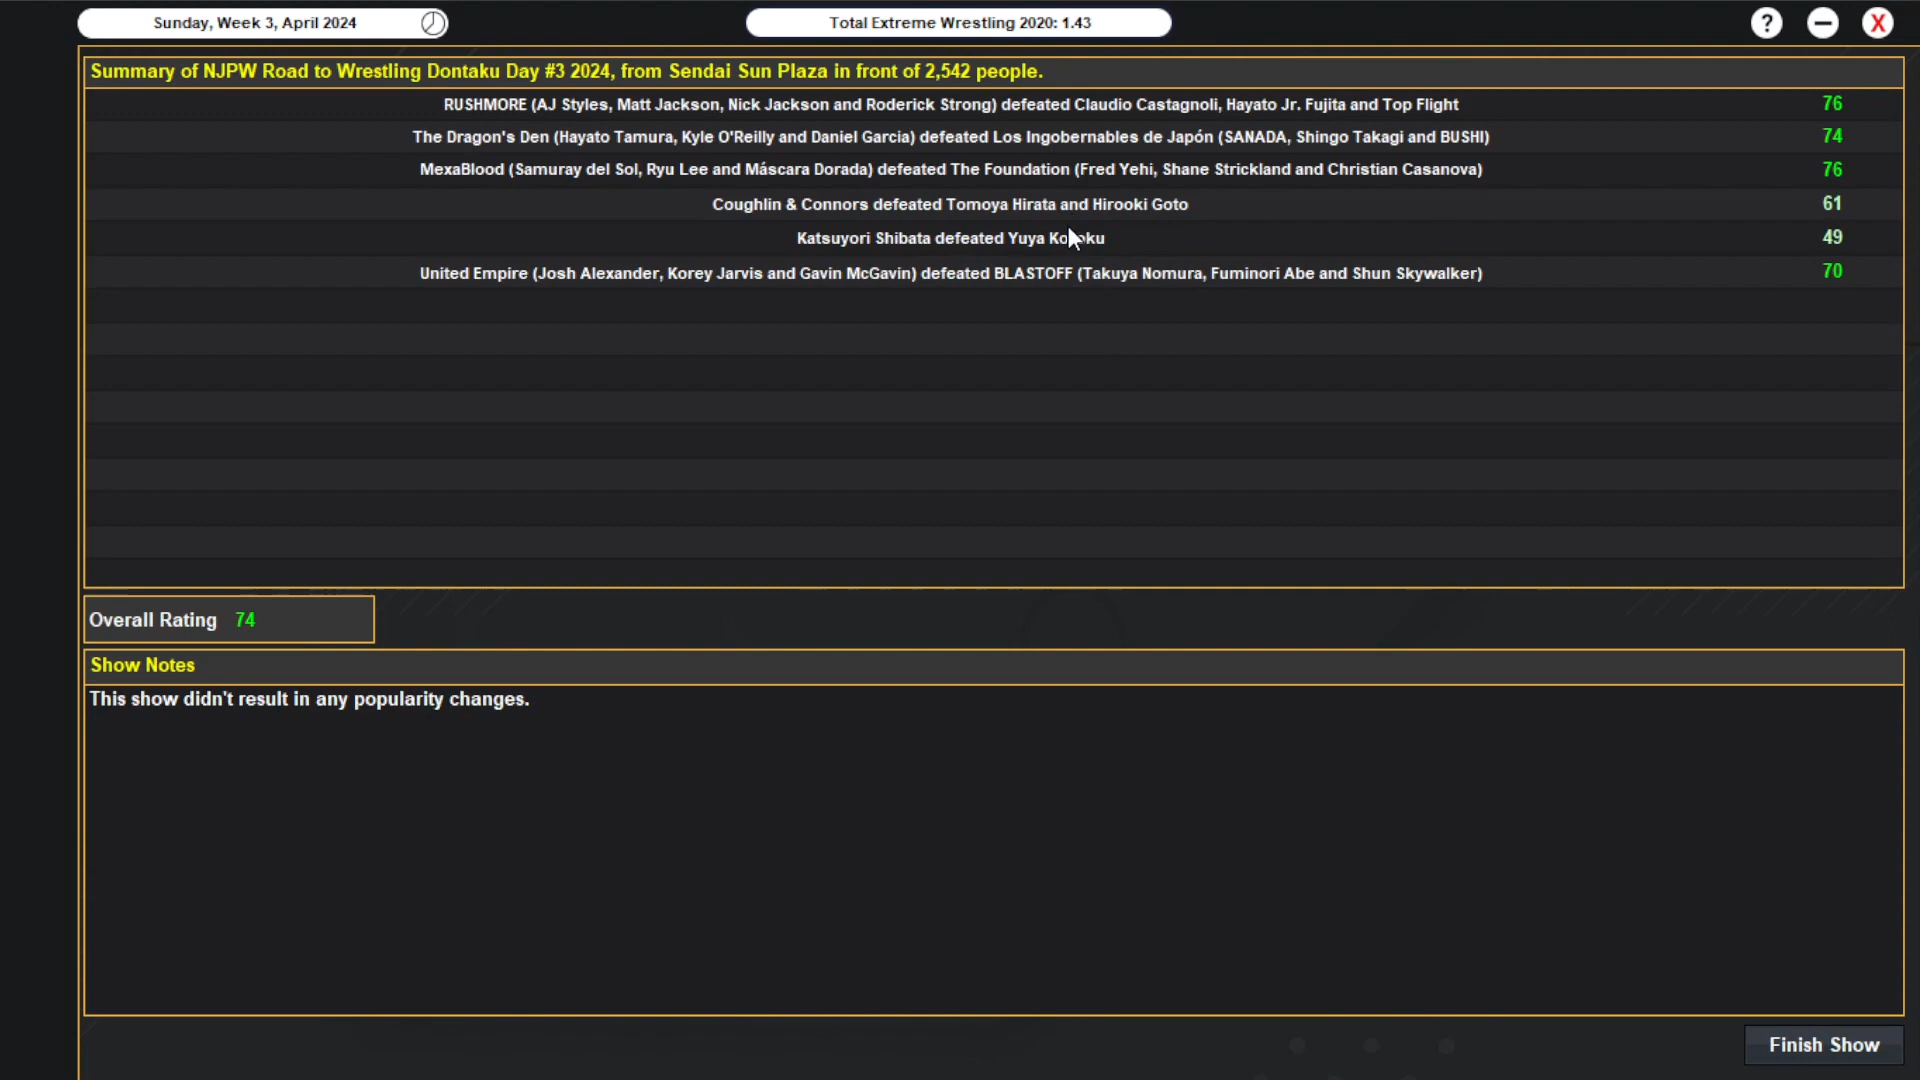 Sunday, Week 3, April 2024
Total Extreme Wrestling 2020: 1.43
?
X
Summary of NJPW Road to Wrestling Dontaku Day #3 2024, from Sendai Sun Plaza in front of 2,542 people.
RUSHMORE (AJ Styles, Matt Jackson, Nick Jackson and Roderick Strong) defeated Claudio Castagnoli, Hayato Jr. Fujita and Top Flight 76
The Dragon's Den (Hayato Tamura, Kyle O'Reilly and Daniel Garcia) defeated Los Ingobernables de Japón (SANADA, Shingo Takagi and BUSHI) 74
MexaBlood (Samuray del Sol, Ryu Lee and Máscara Dorada) defeated The Foundation (Fred Yehi, Shane Strickland and Christian Casanova) 76
Coughlin & Connors defeated Tomoya Hirata and Hirooki Goto 61
Katsuyori Shibata defeated Yuya 49
United Empire (Josh Alexander, Korey Jarvis and Gavin McGavin) defeated BLASTOFF (Takuya Nomura, Fuminori Abe and Shun Skywalker) 70
Overall Rating 74
Show Notes
This show didn't result in any popularity changes.
Finish Show